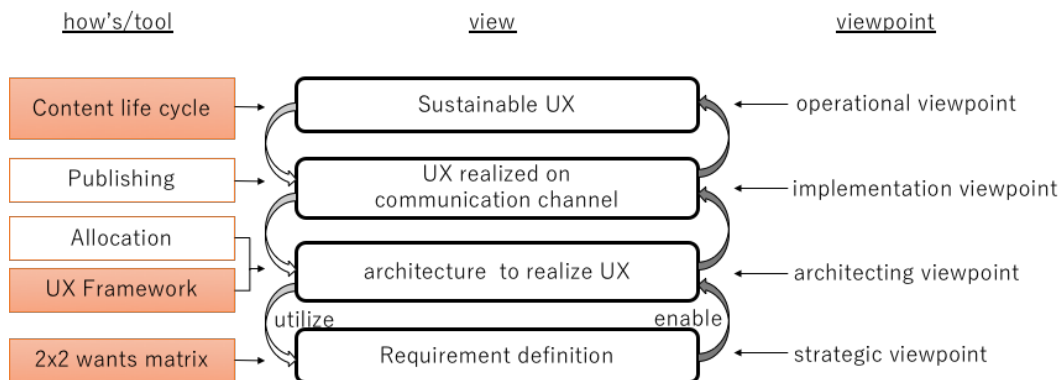 how's/tool
view
viewpoint
Content life cycle
Sustainable UX
operational viewpoint
Publishing
UX realized on
communication channel
implementation viewpoint
Allocation
UX Framework
architecture to realize UX
architecting viewpoint
utilize
enable
2x2 wants matrix
Requirement definition
strategic viewpoint